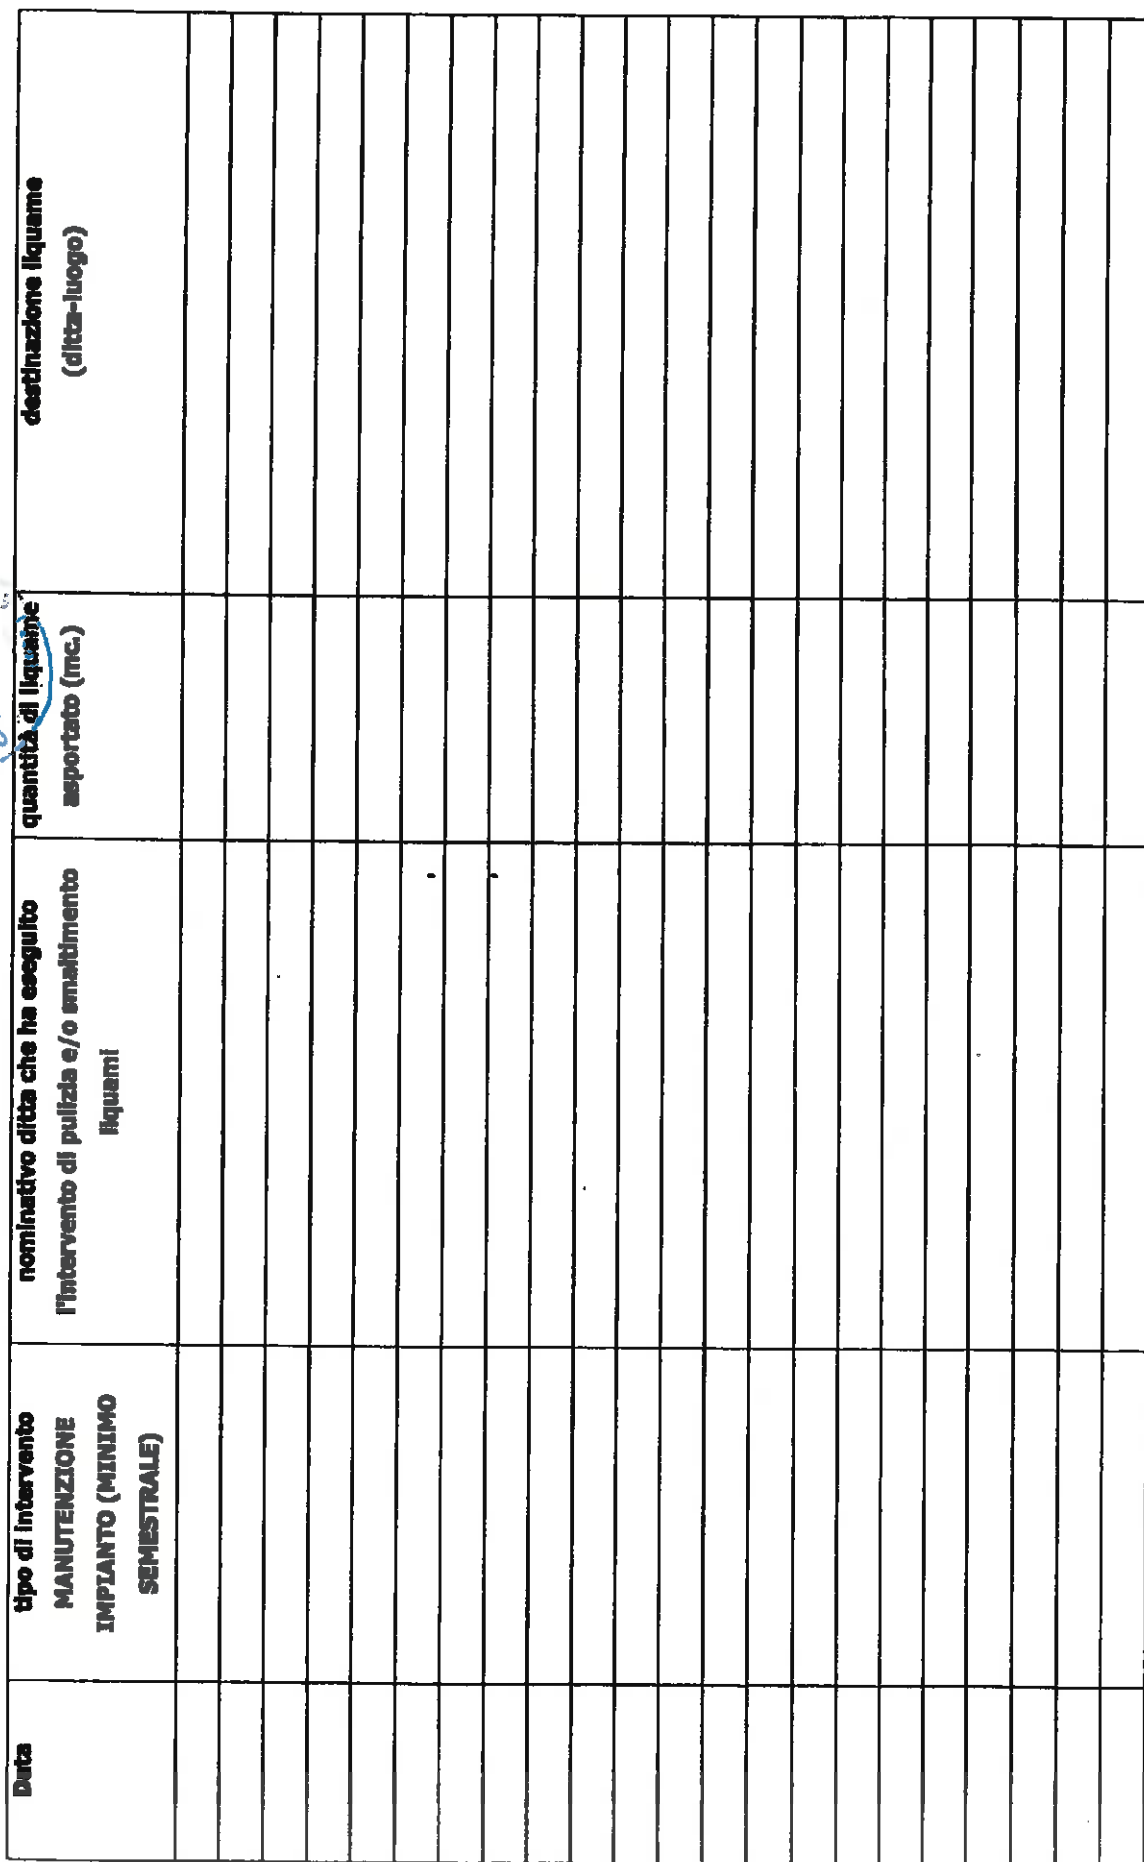 Data
tipo di intervento
MANUTENZIONE
IMPIANTO (MINIMO
SEMESTRALE)
nominativo ditta che ha eseguito
l'intervento di pulizia e/o smaltimento
liquami
quantità di liquame
asportato (mc.)
destinazione liquame
(ditta-luogo)